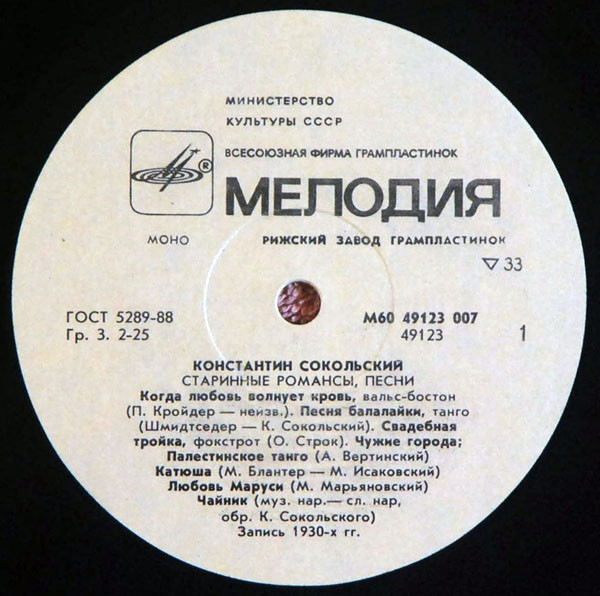 МИНИСТЕРСТВО
КУЛЬТУРЫ СССР
ВСЕСОЮЗНАЯ ФИРМА ГРАМПЛАСТИНОК
®
МЕЛОДИЯ
МОНО РИЖСКИЙ ЗАВОД ГРАМПЛАСТИНОК
▽ 33
ГОСТ 5289-88 М60 49123 007
Гр. 3. 2-25 49123 1
КОНСТАНТИН СОКОЛЬСКИЙ
СТАРИННЫЕ РОМАНСЫ, ПЕСНИ
Когда любовь волнует кровь, вальс-бостон
(П. Кройдер — неизв.). Песня балалайки, танго
(Шмидтседер — К. Сокольский). Свадебная
тройка, фокстрот (О. Строк). Чужие города;
Палестинское танго (А. Вертинский)
Катюша (М. Блантер — М. Исаковский)
Любовь Маруси (М. Марьяновский)
Чайник (муз. нар.— сл. нар,
обр. К. Сокольского)
Запись 1930-х гг.